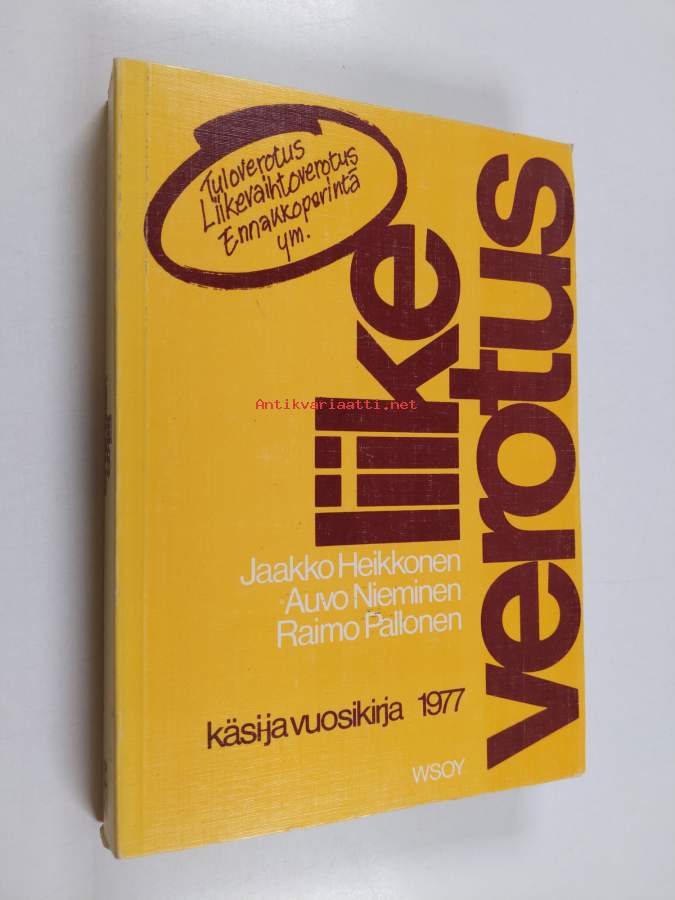 Tuloverotus
Liikevaihtoverotus
Ennakkoperintä
ym.
liike
verotus
Antikvariaatti.net
Jaakko Heikkonen
Auvo Nieminen
Raimo Pallonen
käsi-ja vuosikirja 1977
WSOY